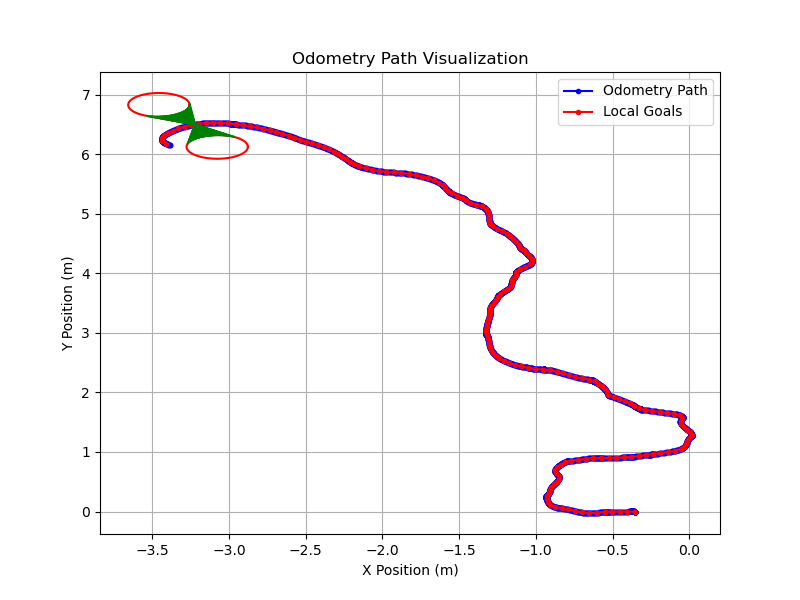 Odometry Path Visualization
Odometry Path
Local Goals
Y Position (m)
7
6
5
4
3
2
1
0
−3.5 −3.0 −2.5 −2.0 −1.5 −1.0 −0.5 0.0
X Position (m)